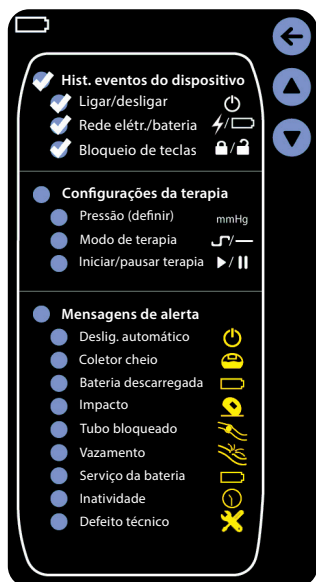 Hist. eventos do dispositivo
Ligar/desligar
Rede elétr./bateria
Bloqueio de teclas
Configurações da terapia
Pressão (definir) mmHg
Modo de terapia
Iniciar/pausar terapia
Mensagens de alerta
Deslig. automático
Coletor cheio
Bateria descarregada
Impacto
Tubo bloqueado
Vazamento
Serviço da bateria
Inatividade
Defeito técnico